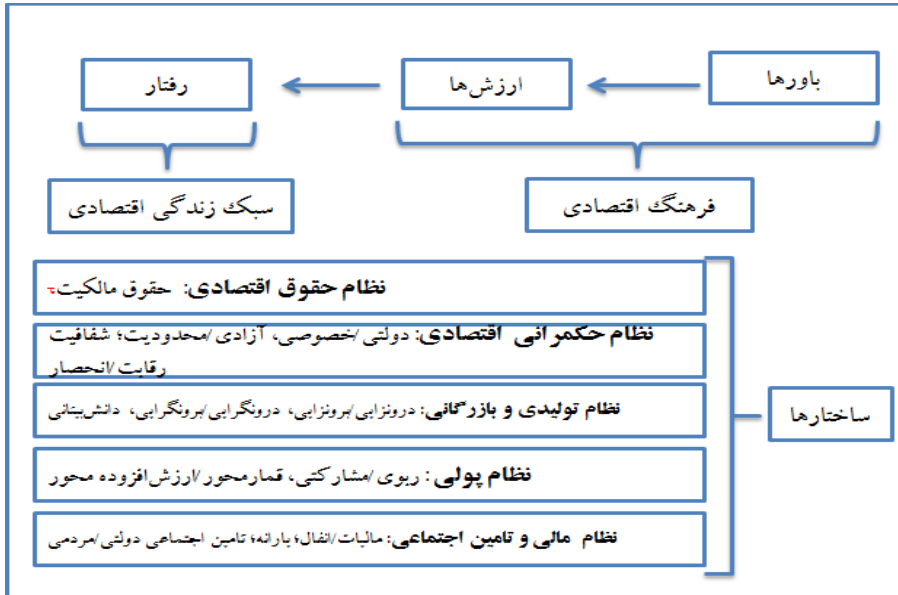 باورها
ارزش‌ها
رفتار
فرهنگ اقتصادی
سبک زندگی اقتصادی
نظام حقوق اقتصادی: حقوق مالکیت-
نظام حکمرانی اقتصادی: دولتی/خصوصی، آزادی/محدودیت؛ شفافیت
رقابت/انحصار
نظام تولیدی و بازرگانی: درونزایی/برونزایی، درونگرایی/برونگرایی، دانش‌بینانی
نظام پولی: ربوی/مشارکتی، قمارمحور/ارزش‌افزوده محور
نظام مالی و تامین اجتماعی: مالیات/انفال؛ یارانه؛ تامین اجتماعی دولتی/مردمی
ساختارها